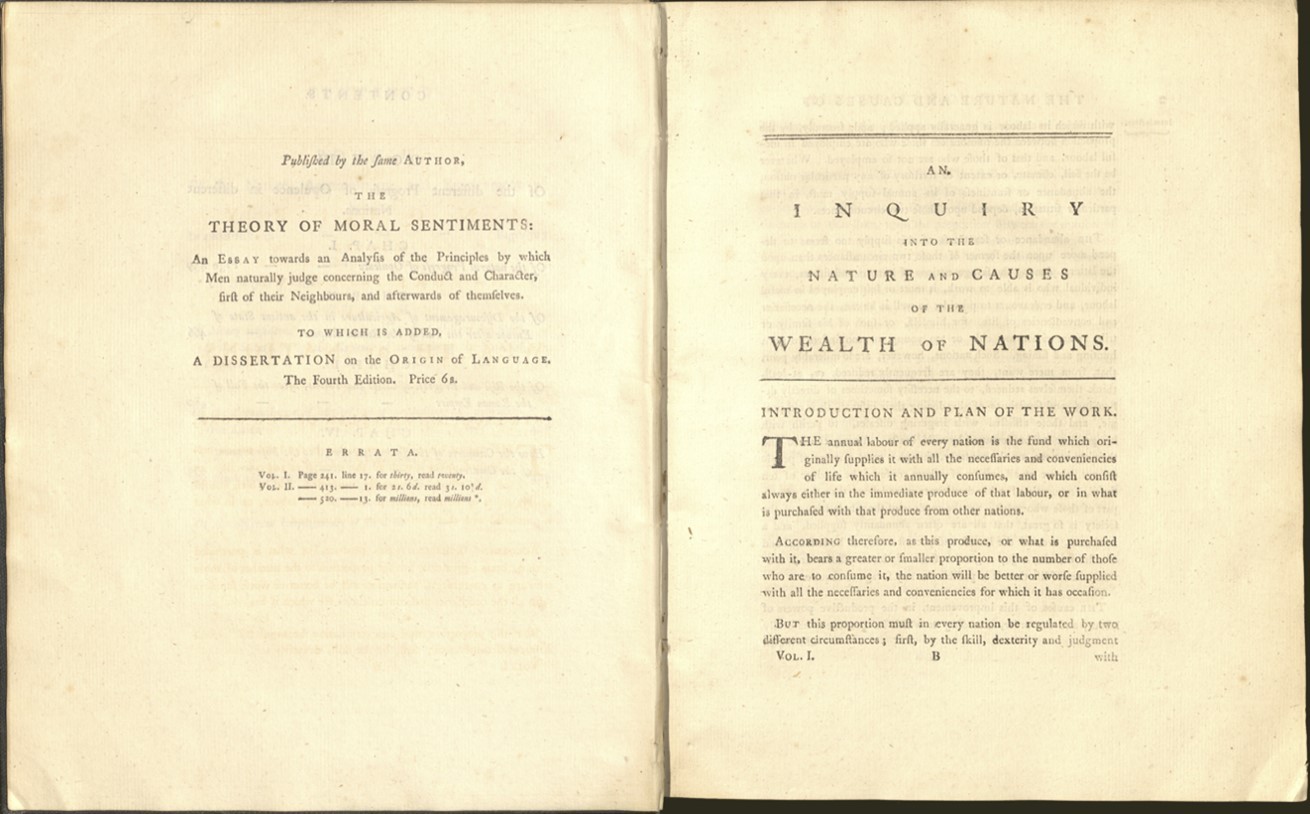 Publiſhed by the ſame AUTHOR,
THE
THEORY OF MORAL SENTIMENTS:
An ESSAY towards an Analyſis of the Principles by which
Men naturally judge concerning the Conduct and Character,
firſt of their Neighbours, and afterwards of themſelves.
TO WHICH IS ADDED,
A DISSERTATION on the ORIGIN of LANGUAGE.
The Fourth Edition. Price 6s.
ERRATA.
VOL. I. Page 241. line 17. for thirty, read twenty.
VOL. II. —— 413. —— 1. for 2s. 6d. read 3s. d.
—— 520. —— 13. for millions, read millions *.
AN
INQUIRY
INTO THE
NATURE AND CAUSES
OF THE
WEALTH OF NATIONS.
INTRODUCTION AND PLAN OF THE WORK.
THE annual labour of every nation is the fund which ori-
ginally ſupplies it with all the neceſſaries and conveniencies
of life which it annually conſumes, and which conſiſt
always either in the immediate produce of that labour, or in what
is purchaſed with that produce from other nations.
ACCORDING therefore, as this produce, or what is purchaſed
with it, bears a greater or ſmaller proportion to the number of thoſe
who are to conſume it, the nation will be better or worſe ſupplied
with all the neceſſaries and conveniencies for which it has occaſion.
BUT this proportion muſt in every nation be regulated by two
different circumſtances; firſt, by the ſkill, dexterity and judgment
VOL. I. B with